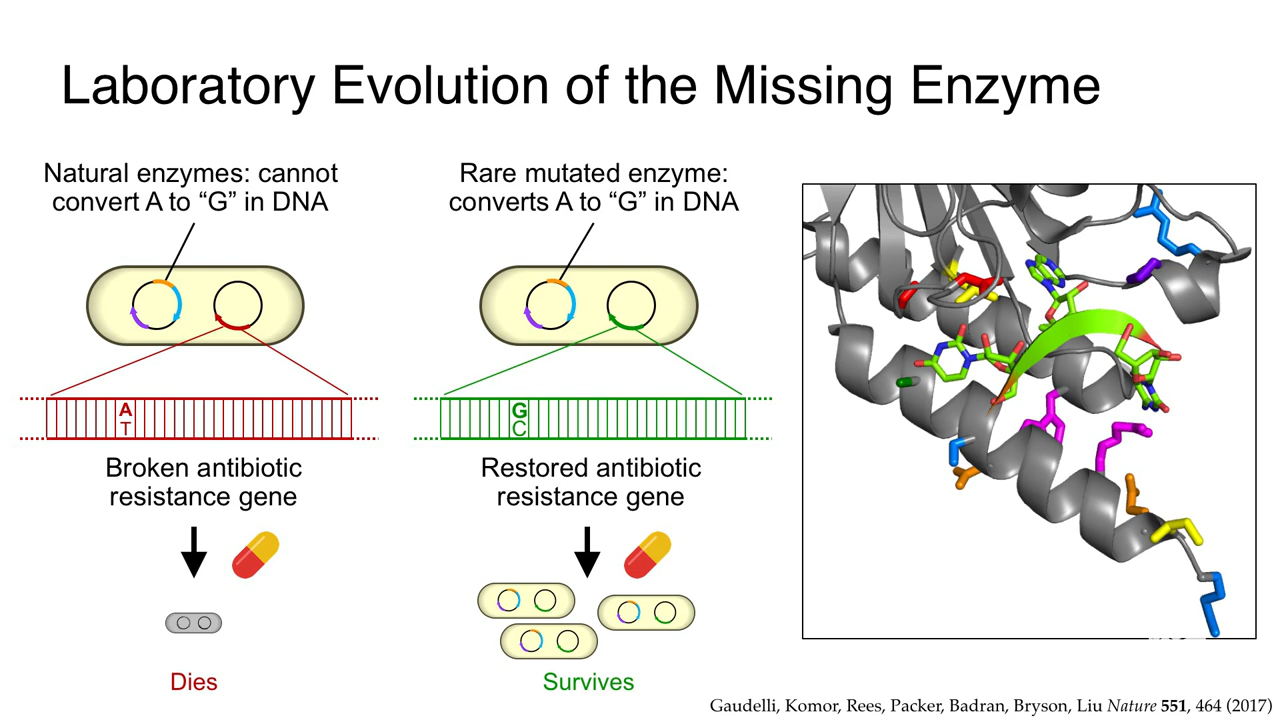 Laboratory Evolution of the Missing Enzyme
Natural enzymes: cannot
convert A to “G” in DNA
A
T
Broken antibiotic
resistance gene
Dies
Rare mutated enzyme:
converts A to “G” in DNA
G
C
Restored antibiotic
resistance gene
Survives
Gaudelli, Komor, Rees, Packer, Badran, Bryson, Liu Nature 551, 464 (2017)